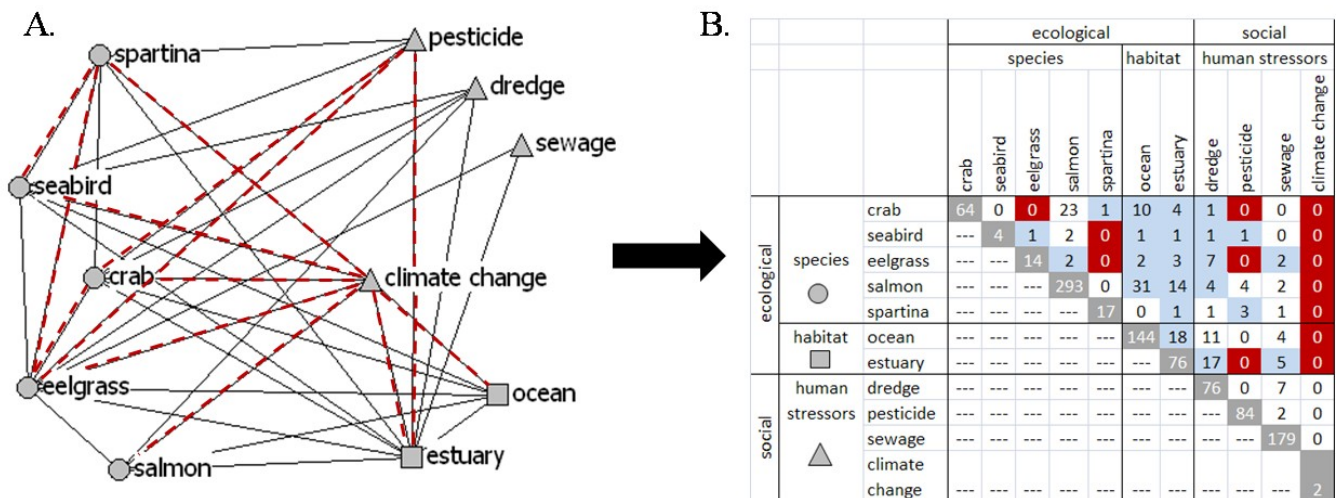 A.
spartina
pesticide
dredge
sewage
seabird
crab
climate change
eelgrass
ocean
salmon
estuary
B.
ecological social
species habitat human stressors
crab seabird eelgrass salmon spartina ocean estuary dredge pesticide sewage climate change
ecological species crab 64 0 0 23 1 10 4 1 0 0 0
seabird --- 4 1 2 0 1 1 1 1 0 0
eelgrass --- --- 14 2 0 2 3 7 0 2 0
salmon --- --- --- 293 0 31 14 4 4 2 0
spartina --- --- --- --- 17 0 1 1 3 1 0
habitat ocean --- --- --- --- --- 144 18 11 0 4 0
estuary --- --- --- --- --- --- 76 17 0 5 0
social human stressors dredge --- --- --- --- --- --- --- 76 0 7 0
pesticide --- --- --- --- --- --- --- --- 84 2 0
sewage --- --- --- --- --- --- --- --- --- 179 0
climate
change --- --- --- --- --- --- --- --- --- --- 2